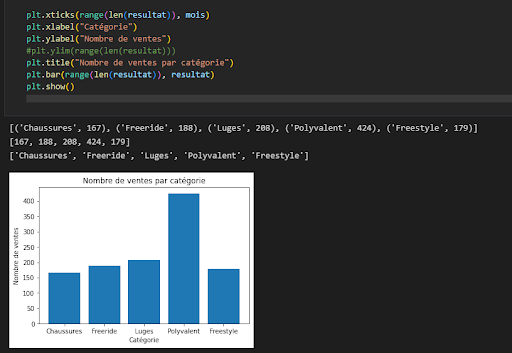 plt.xticks(range(len(resultat)), mois)
plt.xlabel("Catégorie")
plt.ylabel("Nombre de ventes")
#plt.ylim(range(len(resultat)))
plt.title("Nombre de ventes par catégorie")
plt.bar(range(len(resultat)), resultat)
plt.show()
[('Chaussures', 167), ('Freeride', 188), ('Luges', 208), ('Polyvalent', 424), ('Freestyle', 179)]
[167, 188, 208, 424, 179]
['Chaussures', 'Freeride', 'Luges', 'Polyvalent', 'Freestyle']
Nombre de ventes par catégorie
Nombre de ventes
400
350
300
250
200
150
100
50
0
Chaussures Freeride Luges Polyvalent Freestyle
Catégorie